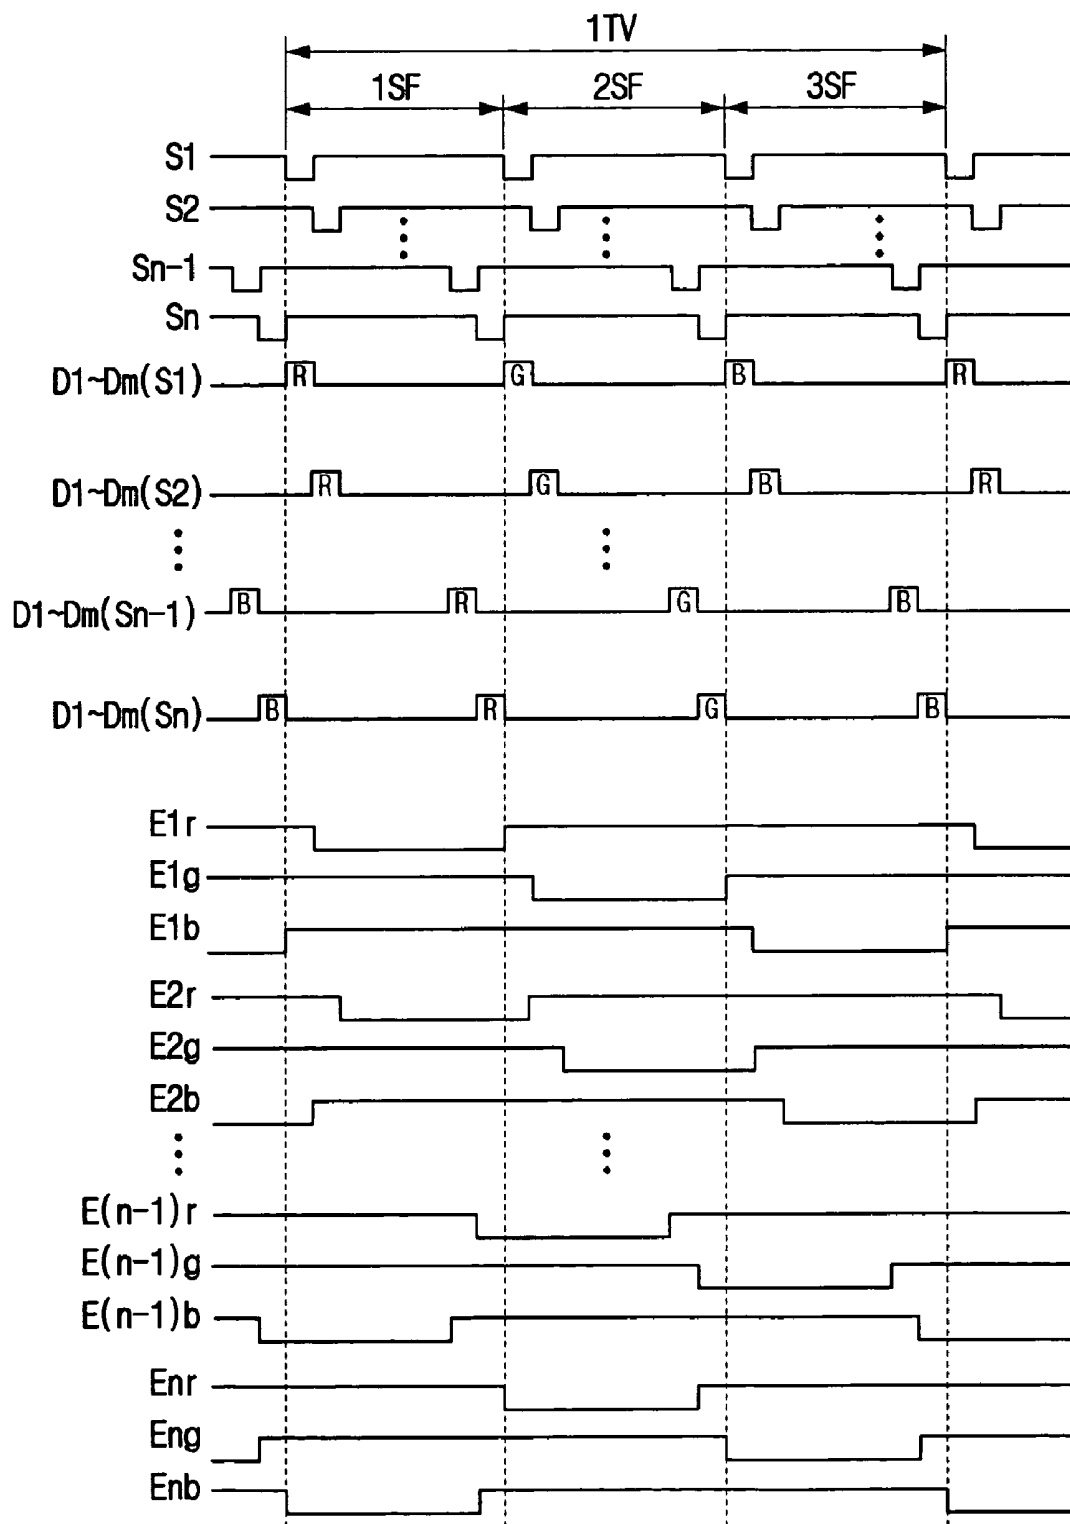 1TV
1SF 2SF 3SF
S1
S2
Sn-1
Sn
D1~Dm(S1) R G B R
D1~Dm(S2) R G B R
D1~Dm(Sn-1) B R G B
D1~Dm(Sn) B R G B
E1r
E1g
E1b
E2r
E2g
E2b
E(n-1)r
E(n-1)g
E(n-1)b
Enr
Eng
Enb